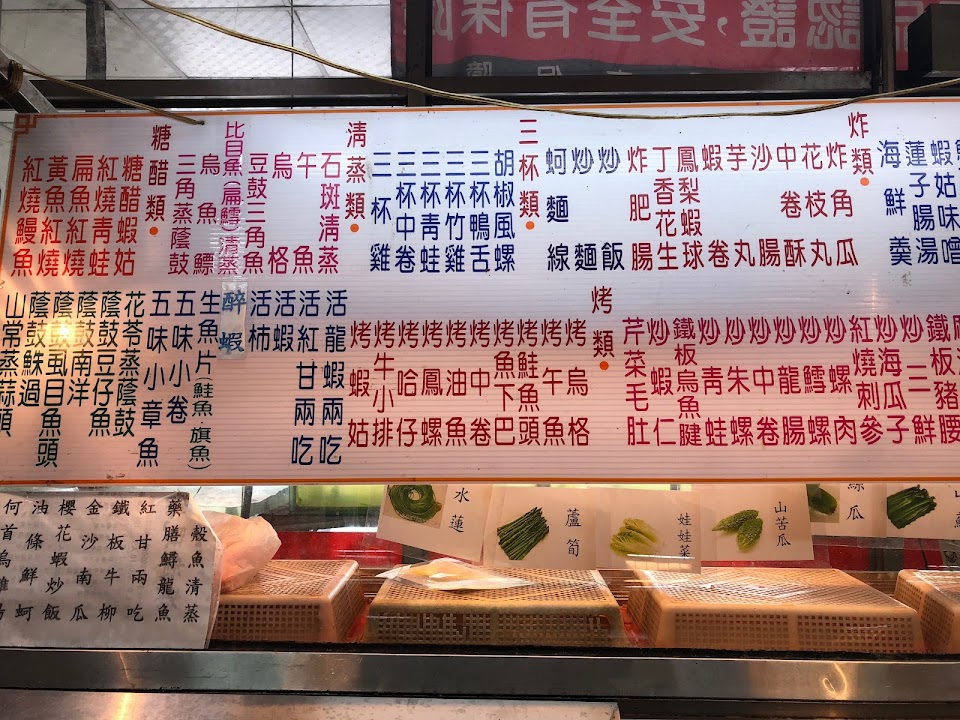 認證,安全有保障
蝦姑味噌
蓮子腸湯
海鮮羹
炸類
炸角瓜
花枝丸
中卷酥
沙腸
芋丸
蝦卷
鳳梨蝦球
丁香花生
炸肥腸
炒飯
炒麵
蚵麵線
三杯類
胡椒風螺
三杯鴨舌
三杯竹雞
三杯青蛙
三杯中卷
三杯雞
清蒸類
石斑清蒸
午魚
烏格
豆鼓三角魚
比目魚(扁鱈)清蒸
烏魚鰾
三角蒸蔭鼓
糖醋類
糖醋蝦姑
紅燒青蛙
扁魚紅燒
黃魚紅燒
紅燒鰻魚
鐵板豬腰
炒三鮮
炒海瓜子
紅燒刺參
炒螺肉
炒鱈螺
炒龍腸
炒中卷
炒朱螺
炒青蛙
鐵板烏魚腱
炒蝦仁
芹菜毛肚
烤類
烤烏格
烤午魚
烤鮭魚頭
烤魚下巴
烤中卷
烤油魚
烤鳳螺
烤哈仔
烤牛小排
烤蝦姑
活龍蝦兩吃
活紅甘兩吃
活蝦
活柿
醉蝦
生魚片(鮭魚.旗魚)
五味小卷
五味小章魚
花苓蒸蔭鼓
蔭鼓豆仔魚
蔭鼓南洋
蔭鼓虱目魚頭
蔭鼓鮢過
山常蒸蒜頭
山苦瓜
娃娃菜
蘆筍
水蓮
穀魚清蒸
藥膳鱘龍魚
紅甘兩吃
鐵板牛柳
金沙南瓜
櫻花蝦炒飯
油條鮮蚵
何首烏